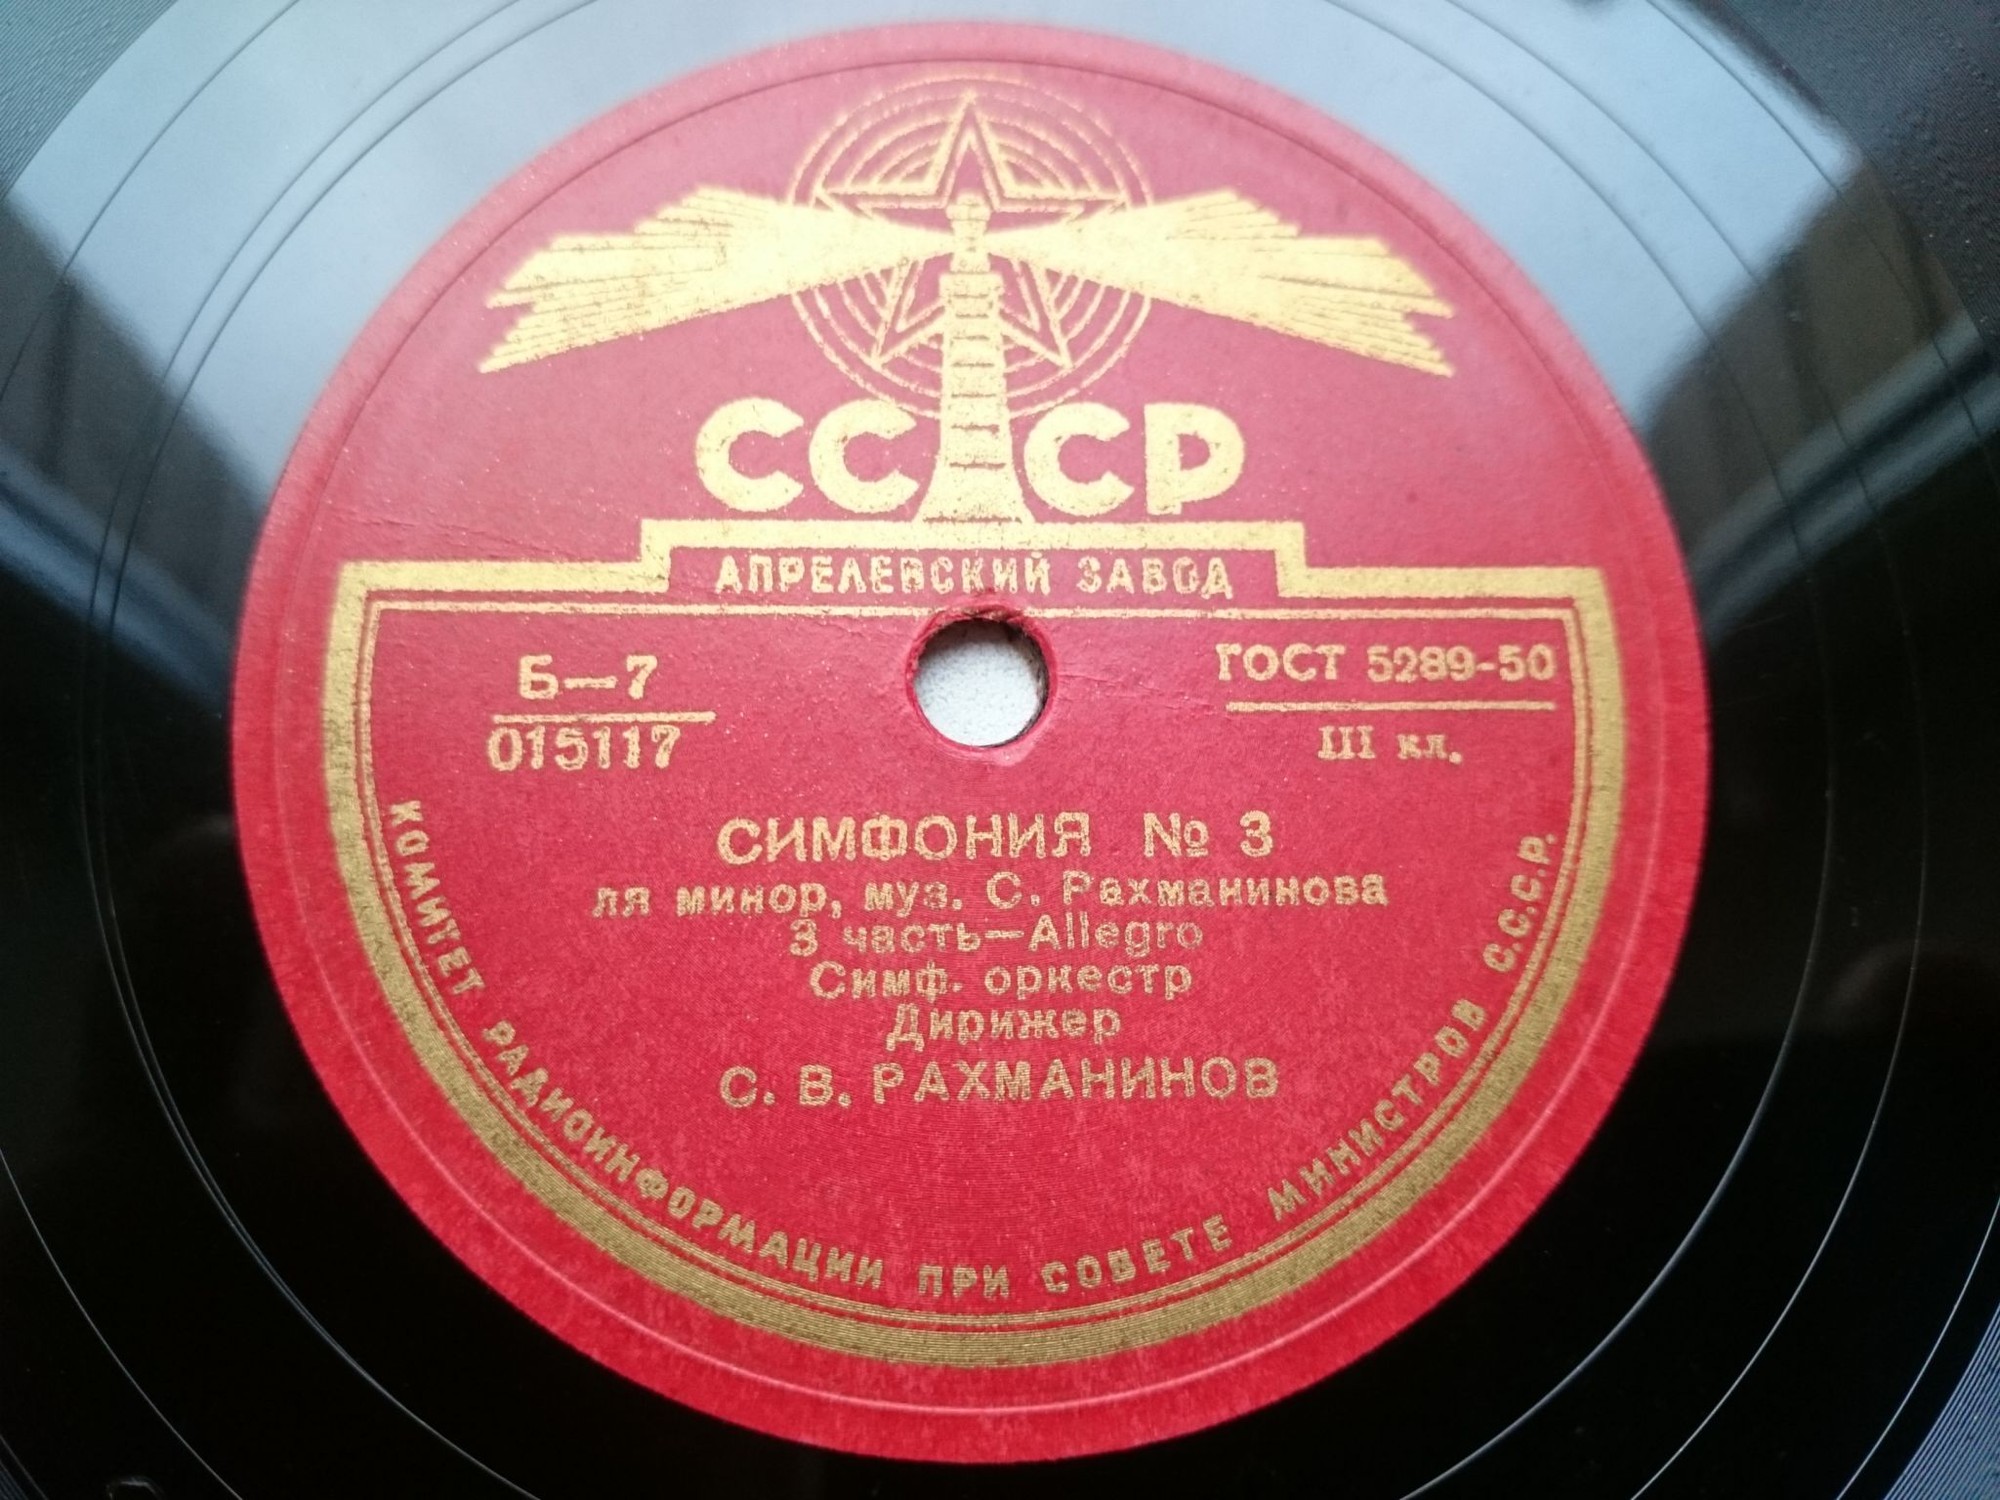 СССР
АПРЕЛЕВСКИЙ ЗАВОД
Б—7
015117
ГОСТ 5289-50
III кл.
СИМФОНИЯ № 3
ля минор, муз. С. Рахманинова
3 часть—Allegro
Симф. оркестр
Дирижер
С. В. РАХМАНИНОВ
КОМИТЕТ РАДИОИНФОРМАЦИИ ПРИ СОВЕТЕ МИНИСТРОВ С.С.С.Р.